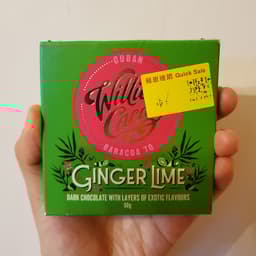 CUBAN
Willie's
Cacao
BARACOA 70
Quick Sale
GINGER LIME
DARK CHOCOLATE WITH LAYERS OF EXOTIC FLAVOURS
50g